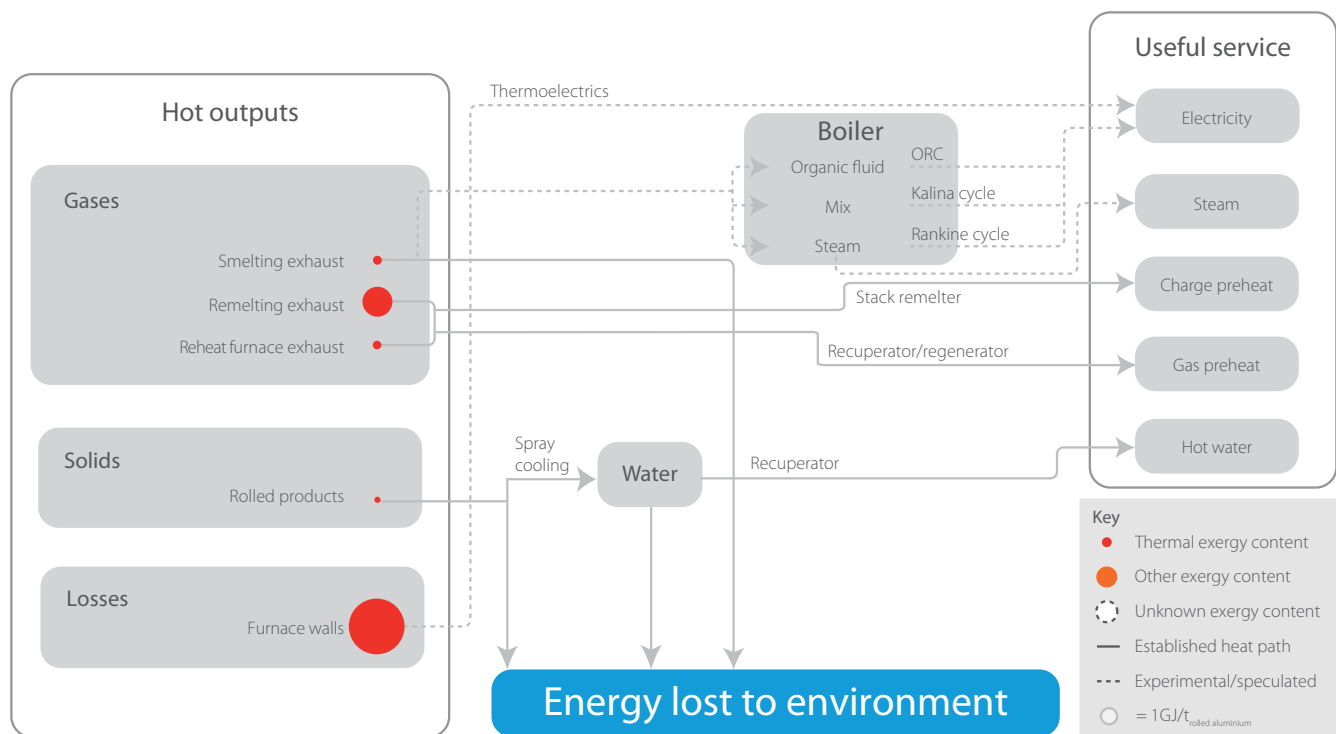 Hot outputs
Gases
Smelting exhaust
Remelting exhaust
Reheat furnace exhaust
Solids
Rolled products
Losses
Furnace walls
Thermoelectrics
Boiler
Organic fluid
Mix
Steam
ORC
Kalina cycle
Rankine cycle
Stack remelter
Recuperator/regenerator
Spray
cooling
Water
Recuperator
Energy lost to environment
Useful service
Electricity
Steam
Charge preheat
Gas preheat
Hot water
Key
Thermal exergy content
Other exergy content
Unknown exergy content
Established heat path
Experimental/speculated
= 1GJ/t rolled aluminium